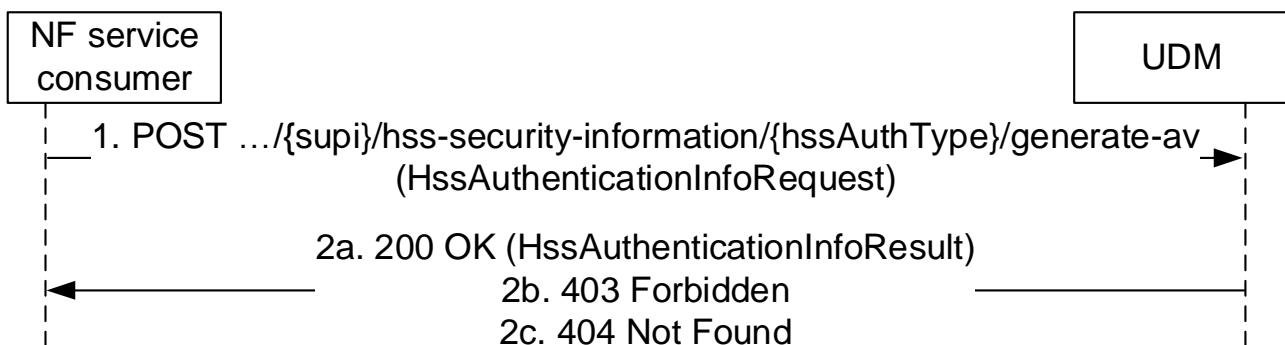 NF service
consumer
UDM
1. POST …/{supi}/hss-security-information/{hssAuthType}/generate-av
(HssAuthenticationInfoRequest)
2a. 200 OK (HssAuthenticationInfoResult)
2b. 403 Forbidden
2c. 404 Not Found